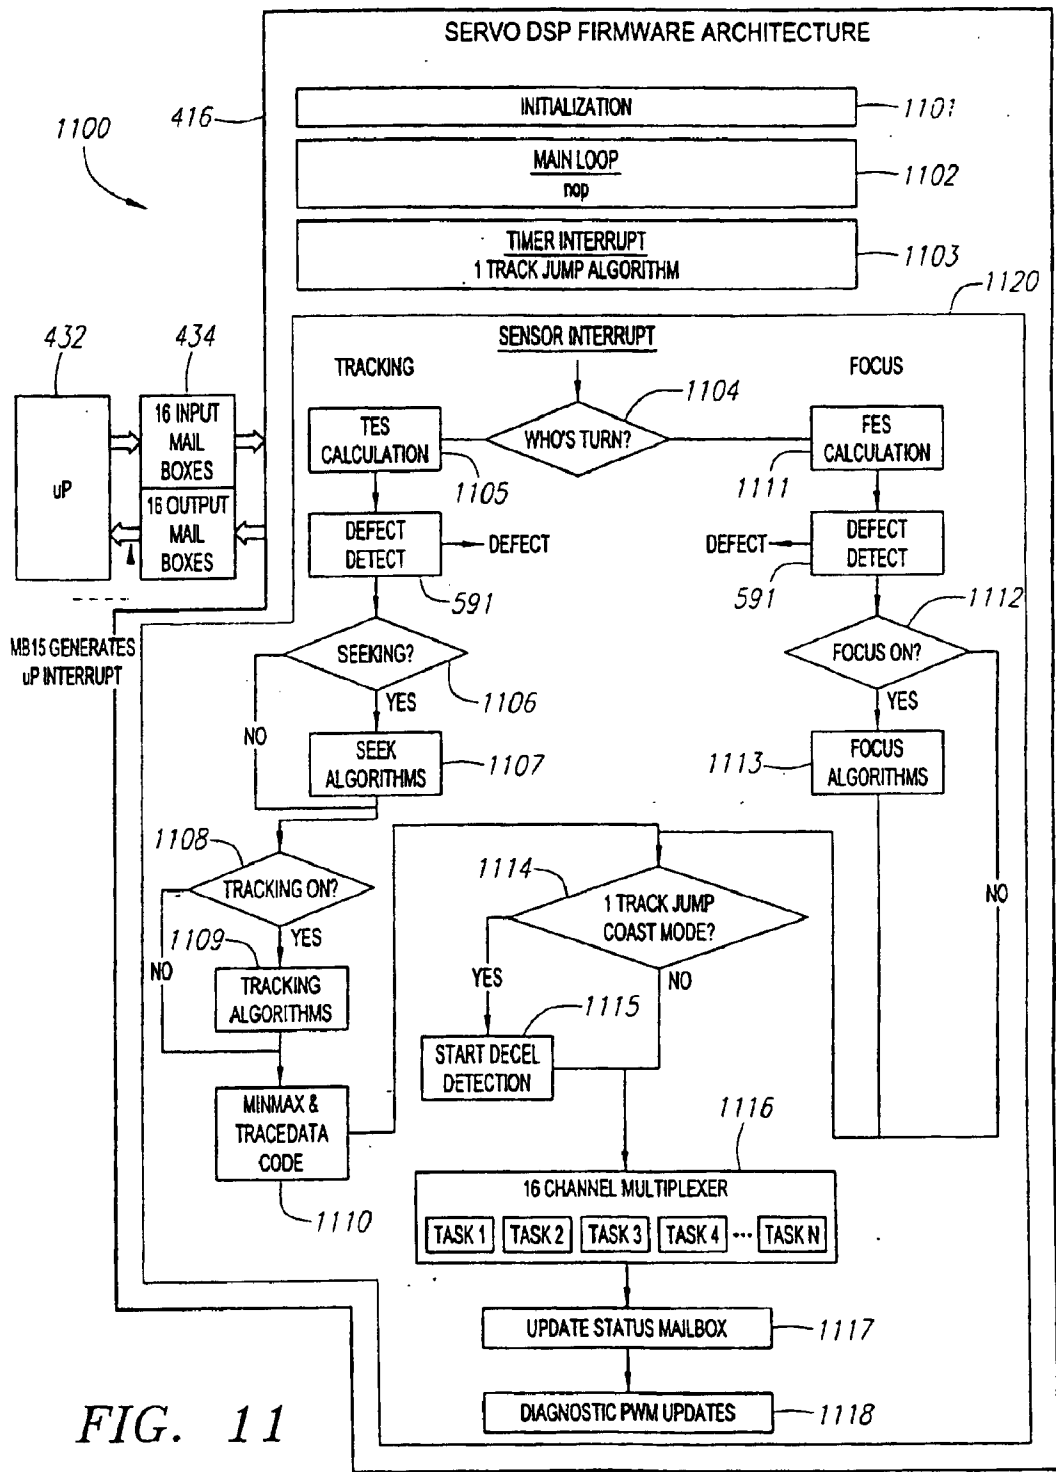 SERVO DSP FIRMWARE ARCHITECTURE
1100
416
INITIALIZATION
1101
MAIN LOOP
nop
1102
TIMER INTERRUPT
1 TRACK JUMP ALGORITHM
1103
1120
432
434
uP
16 INPUT
MAIL
BOXES
16 OUTPUT
MAIL
BOXES
MB15 GENERATES
uP INTERRUPT
SENSOR INTERRUPT
TRACKING
FOCUS
WHO'S TURN?
1104
TES
CALCULATION
1105
FES
CALCULATION
1111
DEFECT
DETECT
DEFECT
591
DEFECT
DEFECT
DETECT
591
SEEKING?
1106
YES
NO
FOCUS ON?
1112
YES
NO
SEEK
ALGORITHMS
1107
FOCUS
ALGORITHMS
1113
1108
TRACKING ON?
YES
NO
1109
TRACKING
ALGORITHMS
MINMAX &
TRACEDATA
CODE
1110
1114
1 TRACK JUMP
COAST MODE?
YES
NO
1115
START DECEL
DETECTION
1116
16 CHANNEL MULTIPLEXER
TASK 1 TASK 2 TASK 3 TASK 4 ··· TASK N
UPDATE STATUS MAILBOX
1117
DIAGNOSTIC PWM UPDATES
1118
FIG. 11